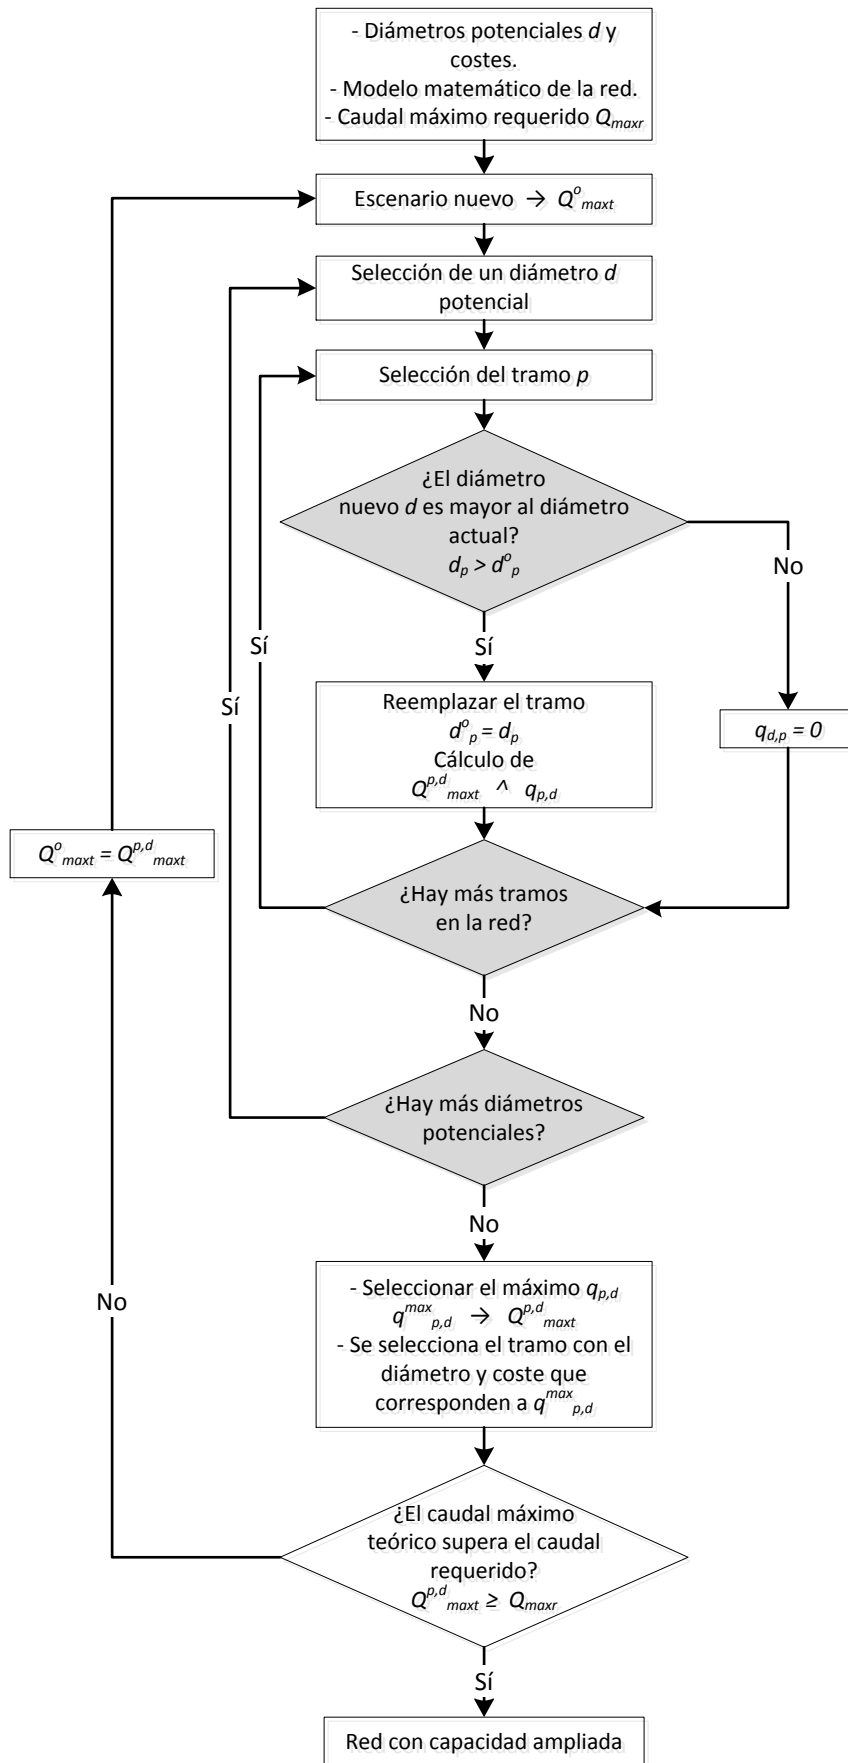 - Diámetros potenciales d y
costes.
- Modelo matemático de la red.
- Caudal máximo requerido Qmaxr
Escenario nuevo → Q°maxt
Selección de un diámetro d
potencial
Selección del tramo p
¿El diámetro
nuevo d es mayor al diámetro
actual?
dp > d°p
No
Sí
Sí
Sí
Reemplazar el tramo
d°p = dp
Cálculo de
Qp,dmaxt ^ qp,d
qd,p = 0
Q°maxt = Qp,dmaxt
¿Hay más tramos
en la red?
No
¿Hay más diámetros
potenciales?
No
No
- Seleccionar el máximo qp,d
qmaxp,d → Qp,dmaxt
- Se selecciona el tramo con el
diámetro y coste que
corresponden a qmaxp,d
¿El caudal máximo
teórico supera el caudal
requerido?
Qp,dmaxt ≥ Qmaxr
Sí
Red con capacidad ampliada